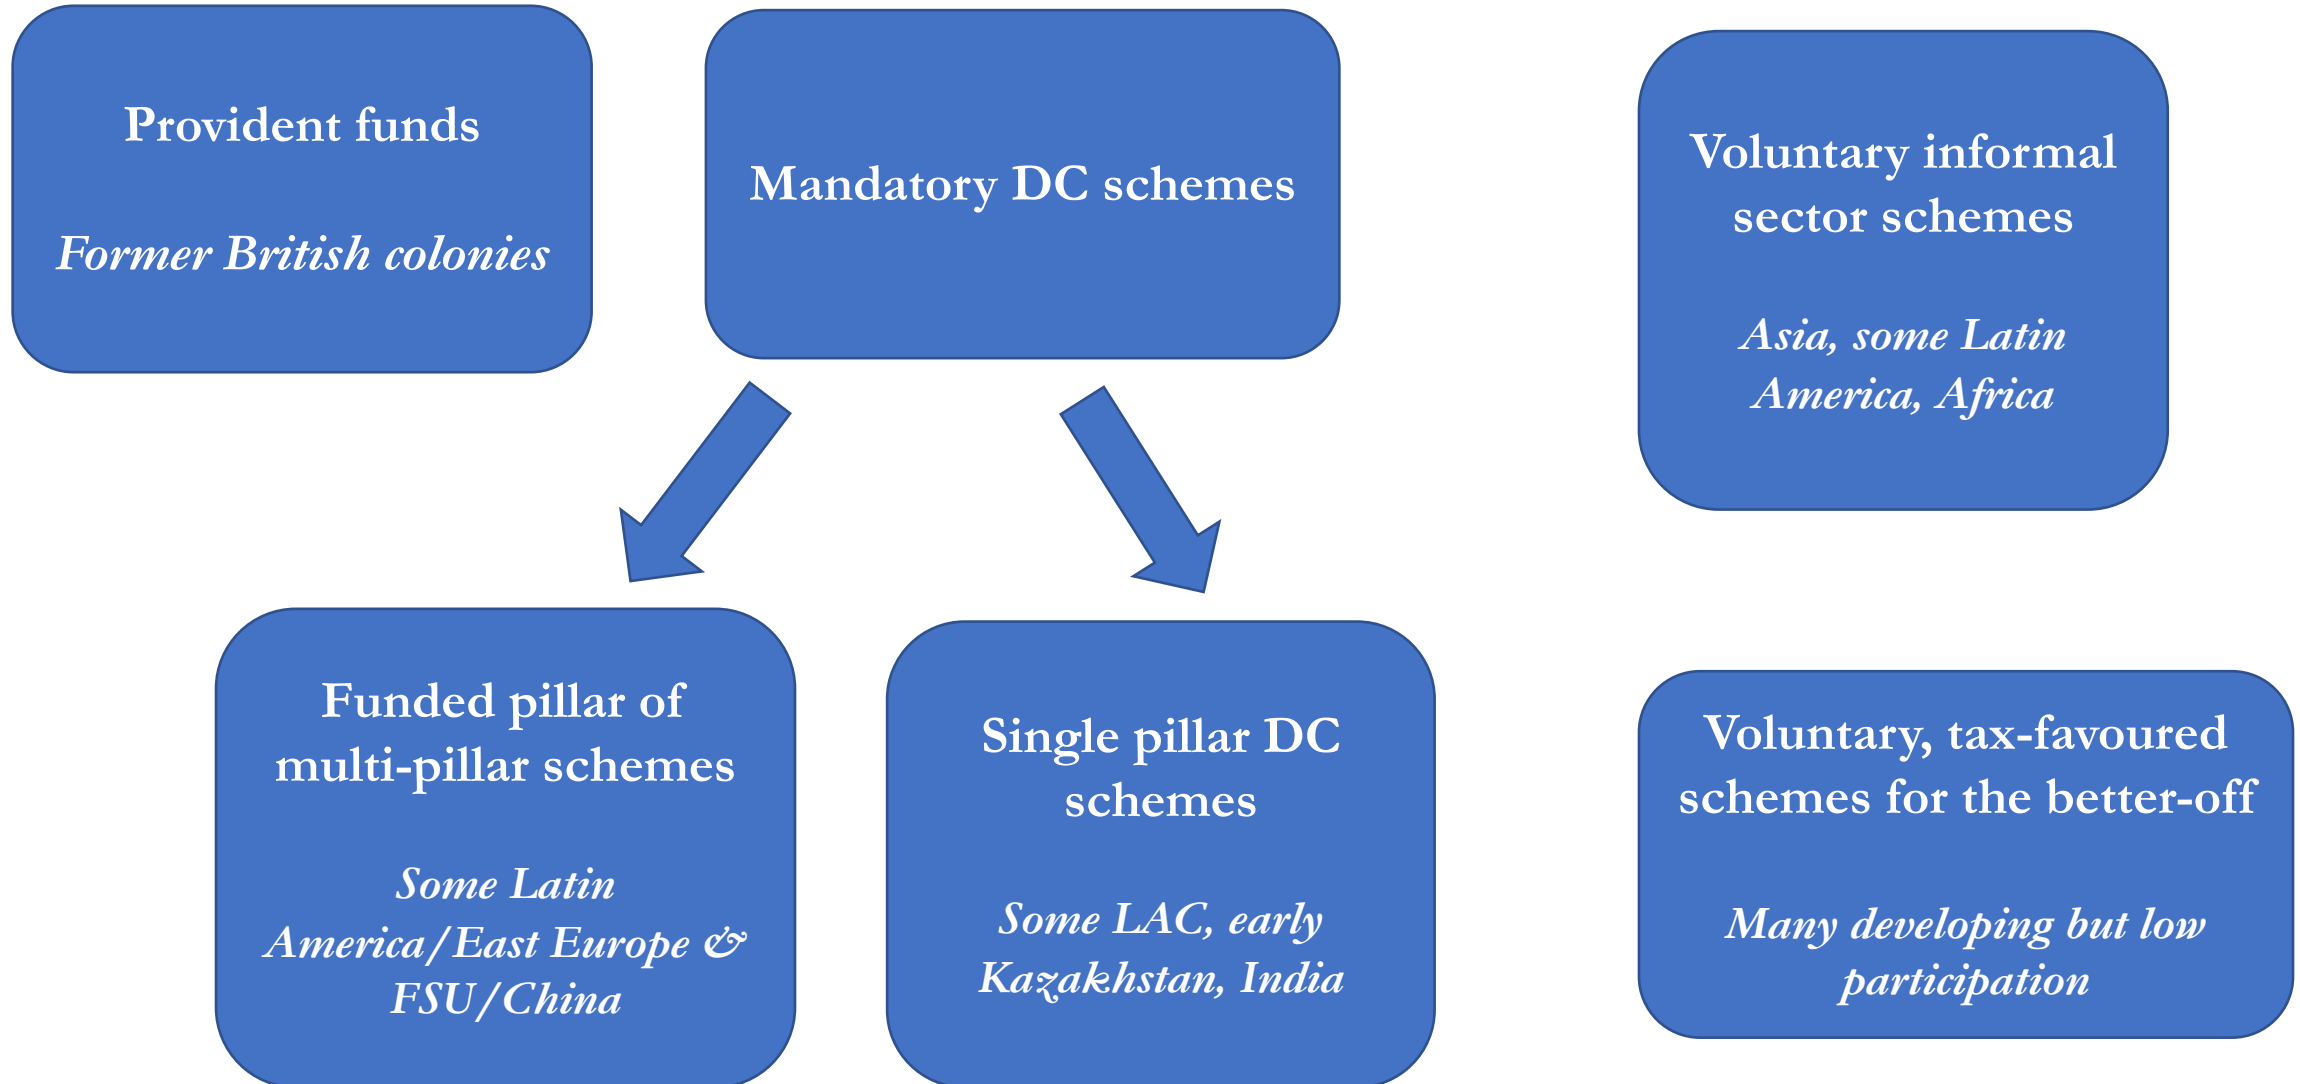 Provident funds
Former British colonies
Mandatory DC schemes
Voluntary informal
sector schemes
Asia, some Latin
America, Africa
Funded pillar of
multi-pillar schemes
Some Latin
America/East Europe &
FSU/China
Single pillar DC
schemes
Some LAC, early
Kazakhstan, India
Voluntary, tax-favoured
schemes for the better-off
Many developing but low
participation